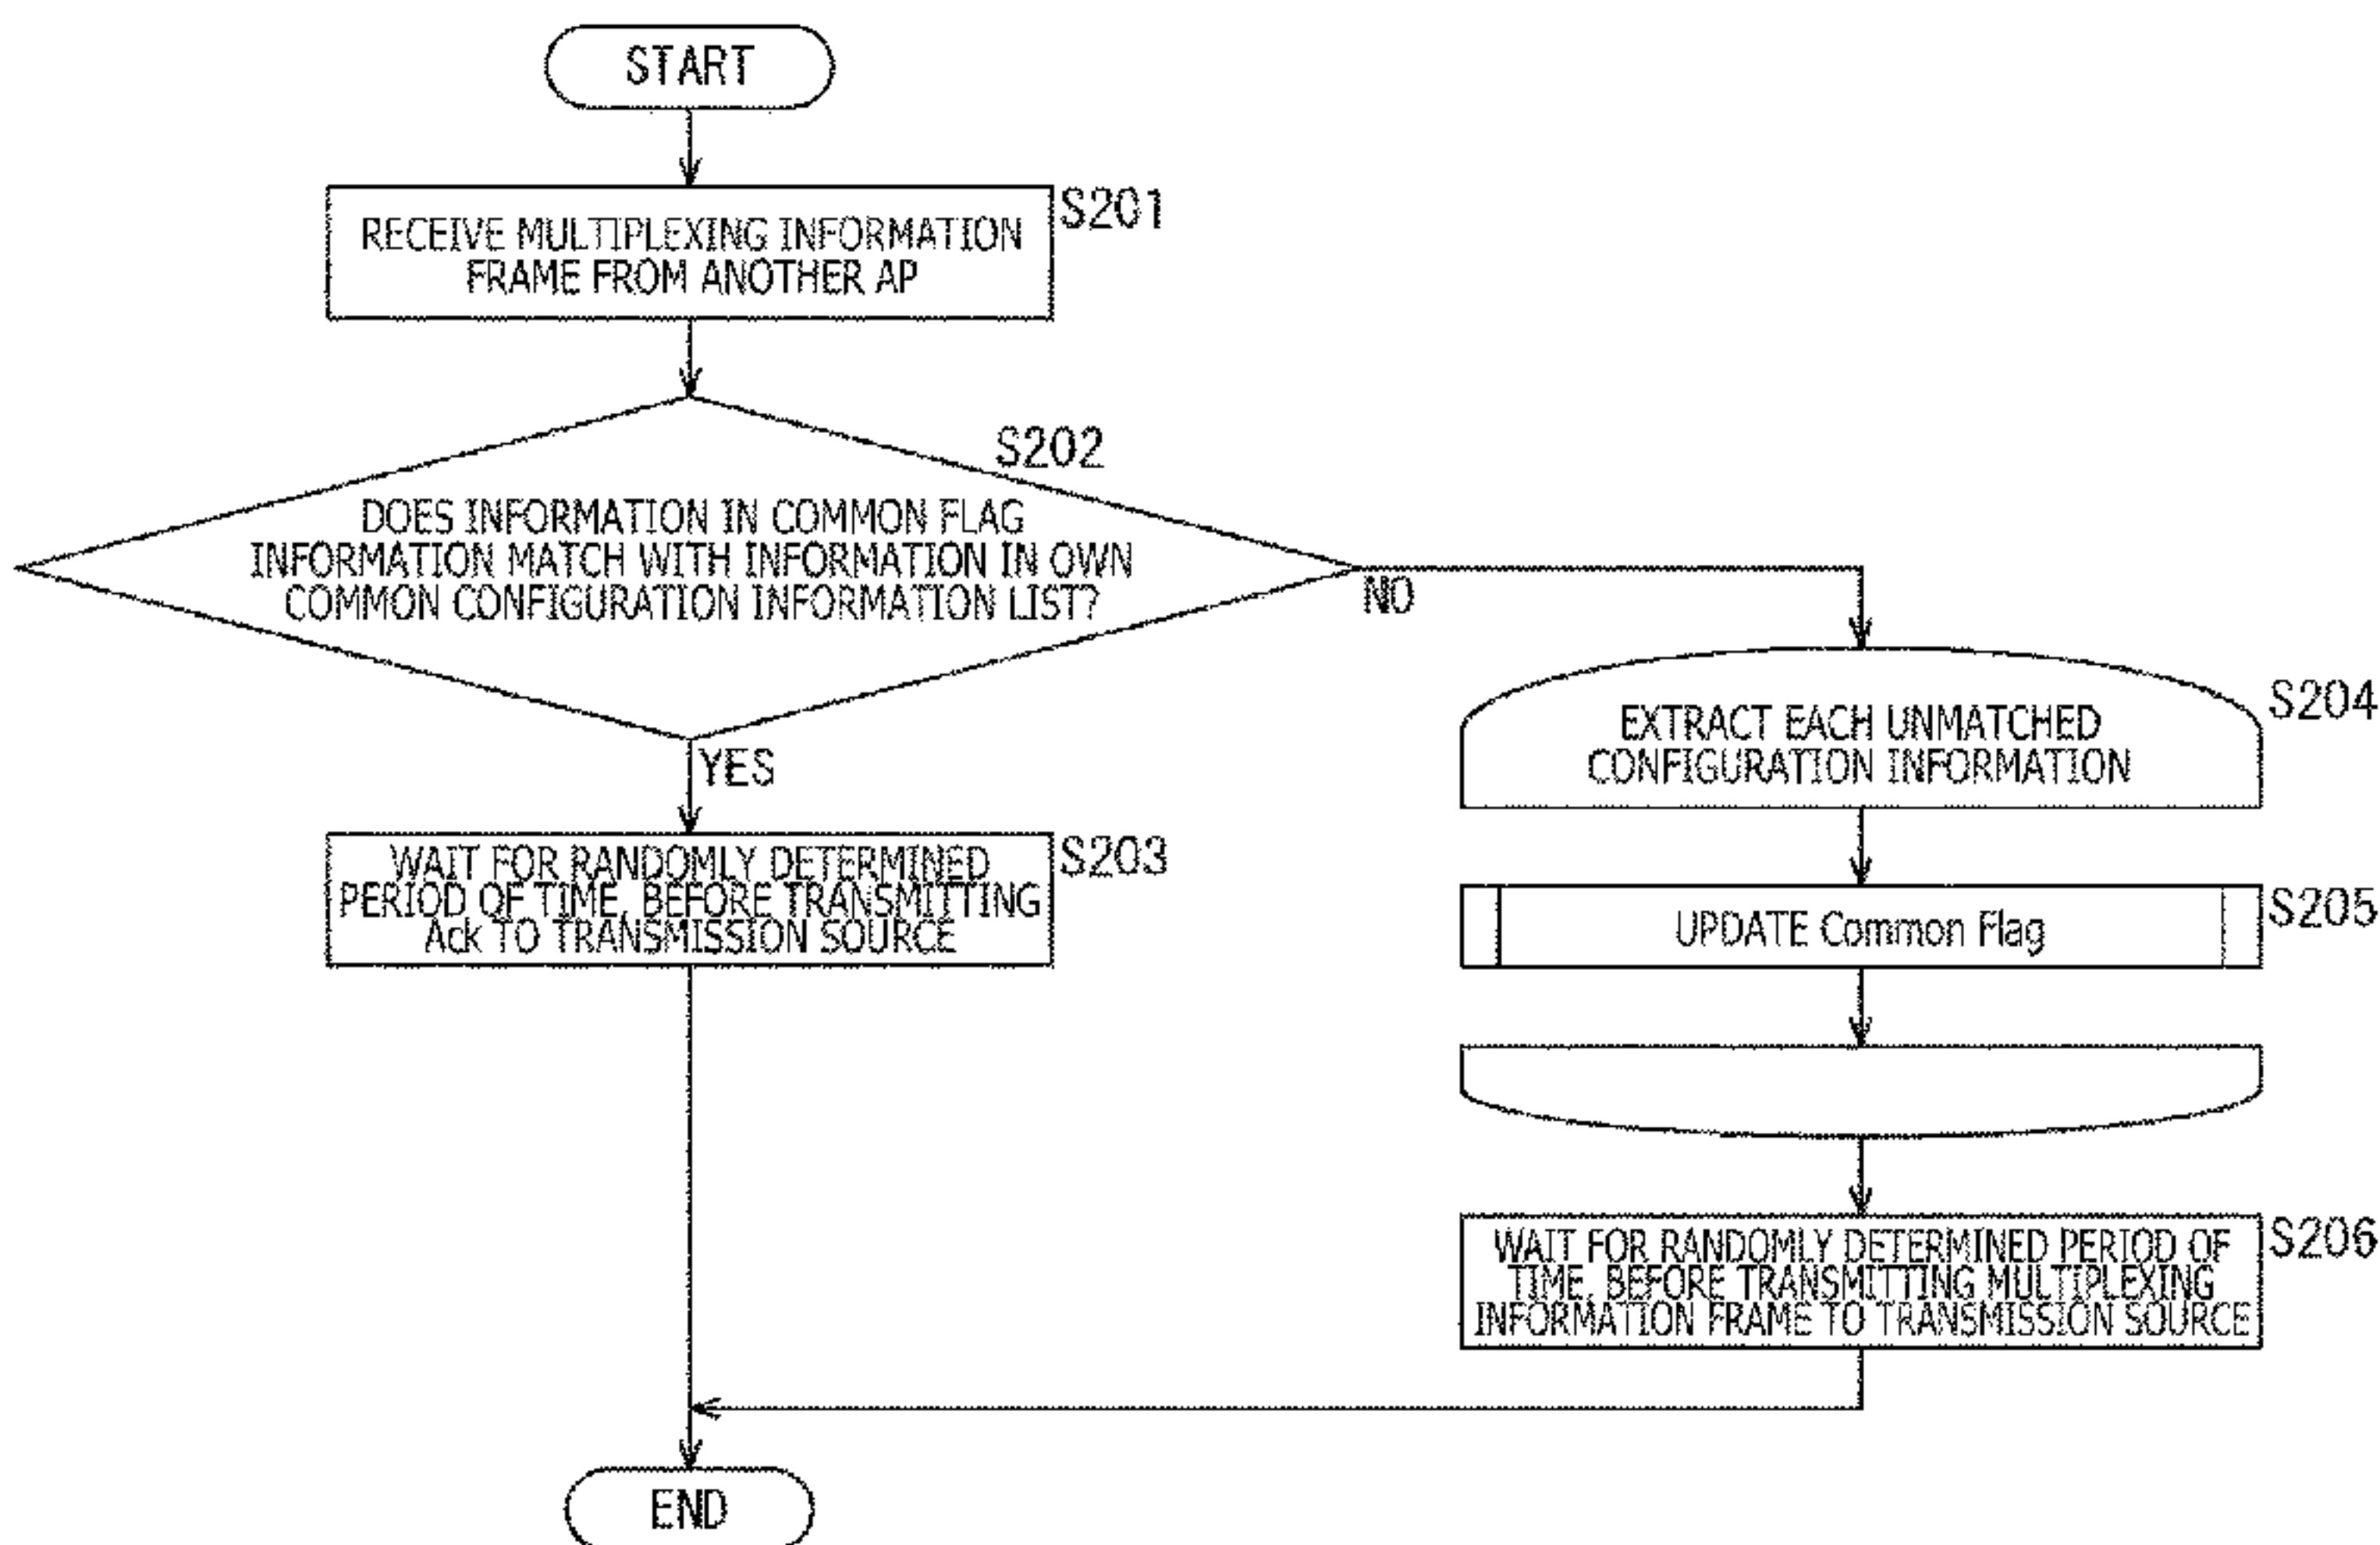 START
S201
RECEIVE MULTIPLEXING INFORMATION
FRAME FROM ANOTHER AP
S202
DOES INFORMATION IN COMMON FLAG
INFORMATION MATCH WITH INFORMATION IN OWN
COMMON CONFIGURATION INFORMATION LIST?
NO
YES
S204
EXTRACT EACH UNMATCHED
CONFIGURATION INFORMATION
S203
WAIT FOR RANDOMLY DETERMINED
PERIOD OF TIME, BEFORE TRANSMITTING
Ack TO TRANSMISSION SOURCE
S205
UPDATE Common Flag
S206
WAIT FOR RANDOMLY DETERMINED PERIOD OF
TIME, BEFORE TRANSMITTING MULTIPLEXING
INFORMATION FRAME TO TRANSMISSION SOURCE
END